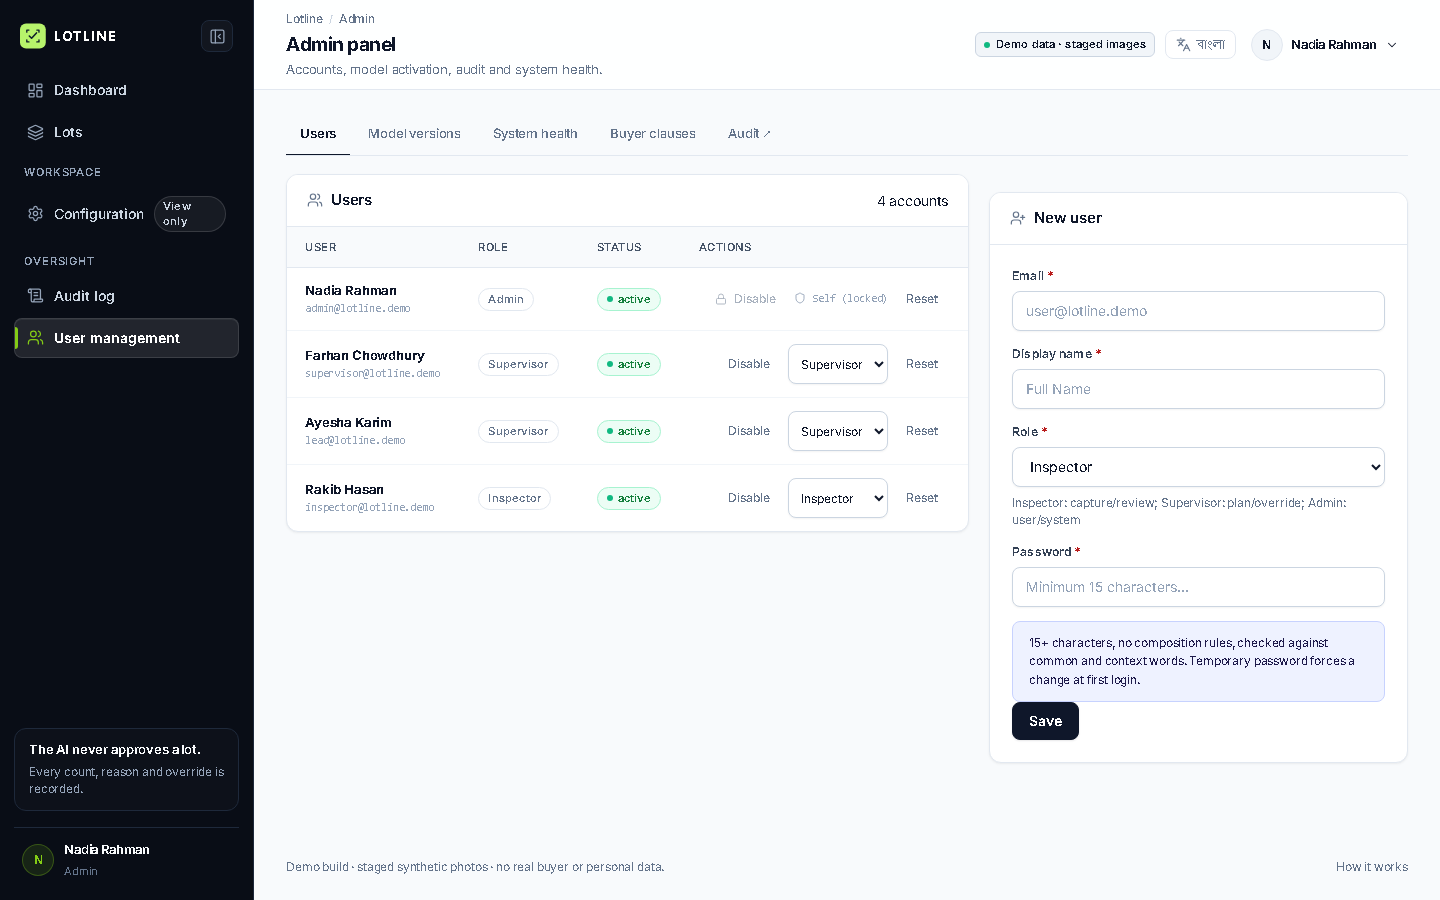 LOTLINE
Dashboard
Lots
WORKSPACE
Configuration
View only
OVERSIGHT
Audit log
User management
The AI never approves a lot.
Every count, reason and override is
recorded.
N
Nadia Rahman
Admin
Lotline / Admin
Admin panel
Accounts, model activation, audit and system health.
Demo data · staged images
বাংলা
N
Nadia Rahman
Users
Model versions
System health
Buyer clauses
Audit ↗
Users
4 accounts
USER ROLE STATUS ACTIONS
Nadia Rahman
admin@lotline.demo
Admin
active
Disable
Self (locked)
Reset
Farhan Chowdhury
supervisor@lotline.demo
Supervisor
active
Disable
Supervisor
Reset
Ayesha Karim
lead@lotline.demo
Supervisor
active
Disable
Supervisor
Reset
Rakib Hasan
inspector@lotline.demo
Inspector
active
Disable
Inspector
Reset
New user
Email *
user@lotline.demo
Display name *
Full Name
Role *
Inspector
Inspector: capture/review; Supervisor: plan/override; Admin:
user/system
Password *
Minimum 15 characters...
15+ characters, no composition rules, checked against
common and context words. Temporary password forces a
change at first login.
Save
Demo build · staged synthetic photos · no real buyer or personal data.
How it works